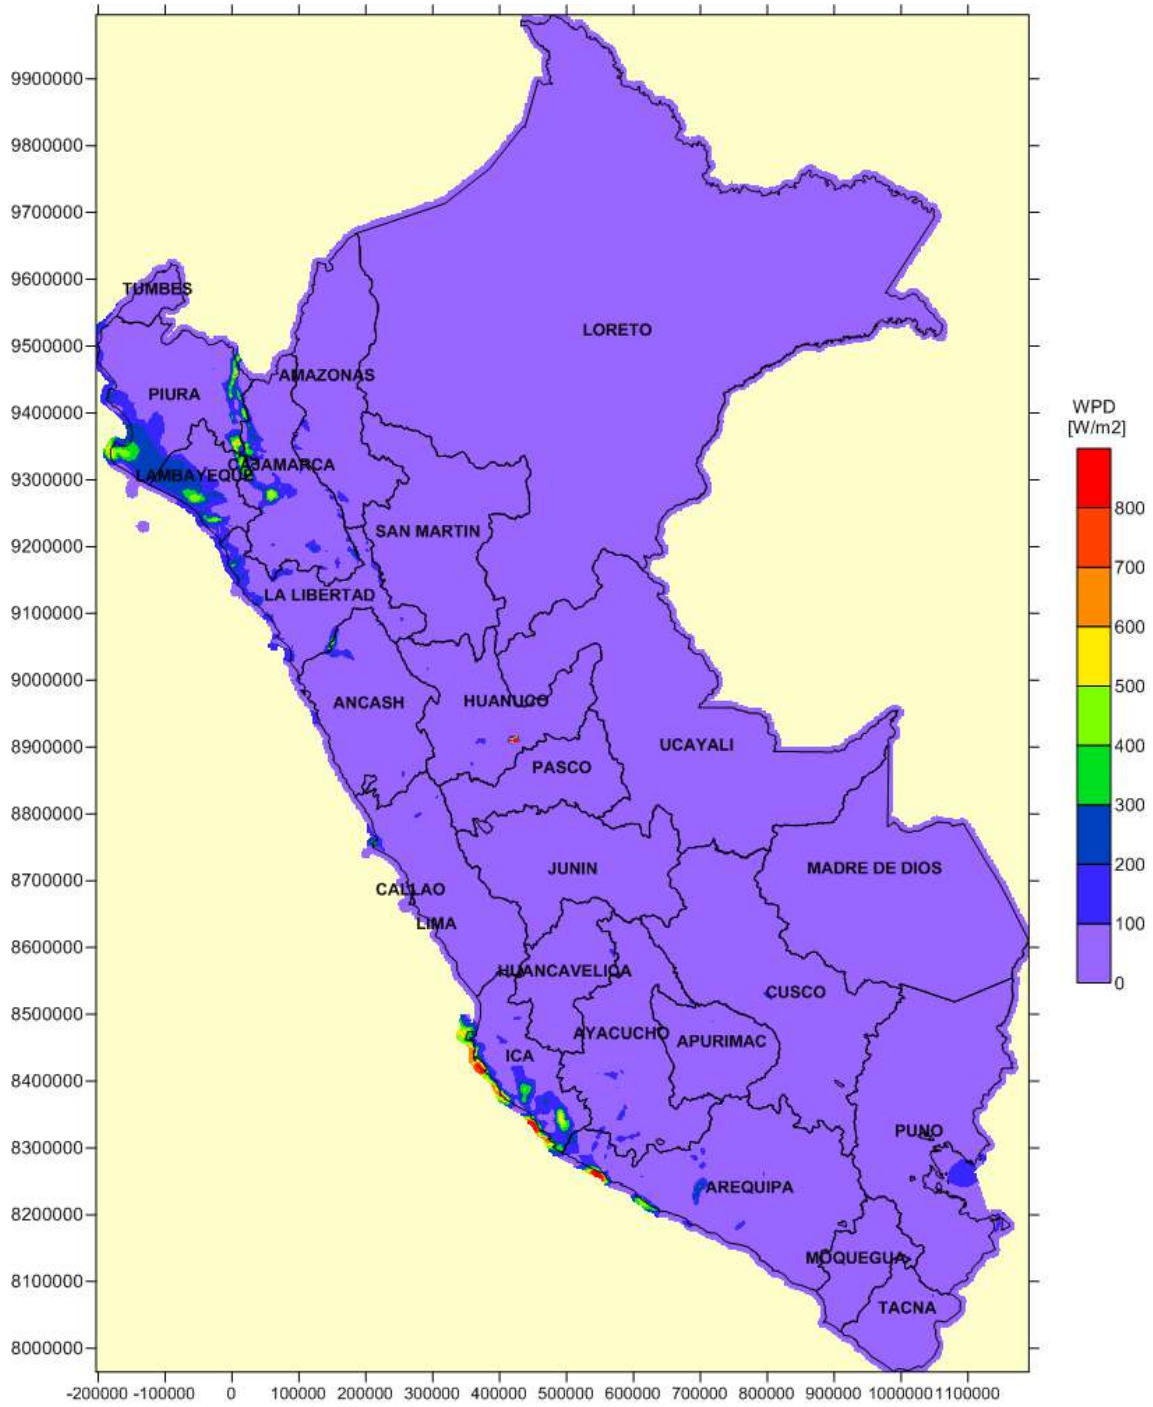 9900000
9800000
9700000
9600000
TUMBES
9500000
LORETO
AMAZONAS
9400000
PIURA
WPD
[W/m2]
9300000
LAMBAYEQUE
CAJAMARCA
800
9200000
SAN MARTIN
700
9100000
LA LIBERTAD
600
9000000
500
ANCASH
HUANUCO
8900000
UCAYALI
400
PASCO
8800000
300
JUNIN
MADRE DE DIOS
200
8700000
CALLAO
LIMA
100
8600000
HUANCAVELICA
0
CUSCO
8500000
AYACUCHO
APURIMAC
ICA
8400000
8300000
PUNO
AREQUIPA
8200000
MOQUEGUA
8100000
TACNA
8000000
-200000 -100000 0 100000 200000 300000 400000 500000 600000 700000 800000 900000 1000000 1100000